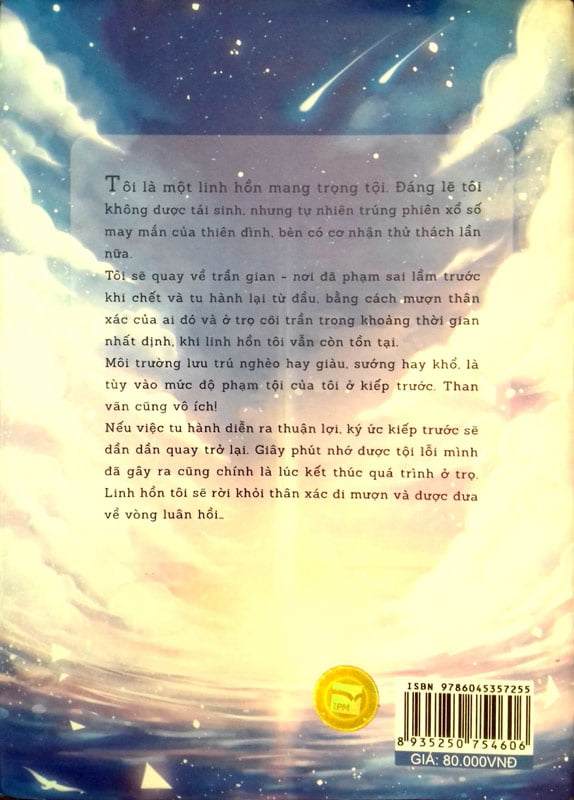 Tôi là một linh hồn mang trọng tội. Đáng lẽ tôi
không được tái sinh, nhưng tự nhiên trúng phiên xổ số
may mắn của thiên đình, bèn có cơ nhận thử thách lần
nữa.
Tôi sẽ quay về trần gian - nơi đã phạm sai lầm trước
khi chết và tu hành lại từ đầu, bằng cách mượn thân
xác của ai đó và ở trọ cõi trần trong khoảng thời gian
nhất định, khi linh hồn tôi vẫn còn tồn tại.
Môi trường lưu trú nghèo hay giàu, sướng hay khổ, là
tùy vào mức độ phạm tội của tôi ở kiếp trước. Than
vãn cũng vô ích!
Nếu việc tu hành diễn ra thuận lợi, ký ức kiếp trước sẽ
dần dần quay trở lại. Giây phút nhớ được tội lỗi mình
đã gây ra cũng chính là lúc kết thúc quá trình ở trọ.
Linh hồn tôi sẽ rời khỏi thân xác đi mượn và được đưa
về vòng luân hồi...
IPM
ISBN 9786045357255
8 935250 754606
GIÁ: 80.000VNĐ